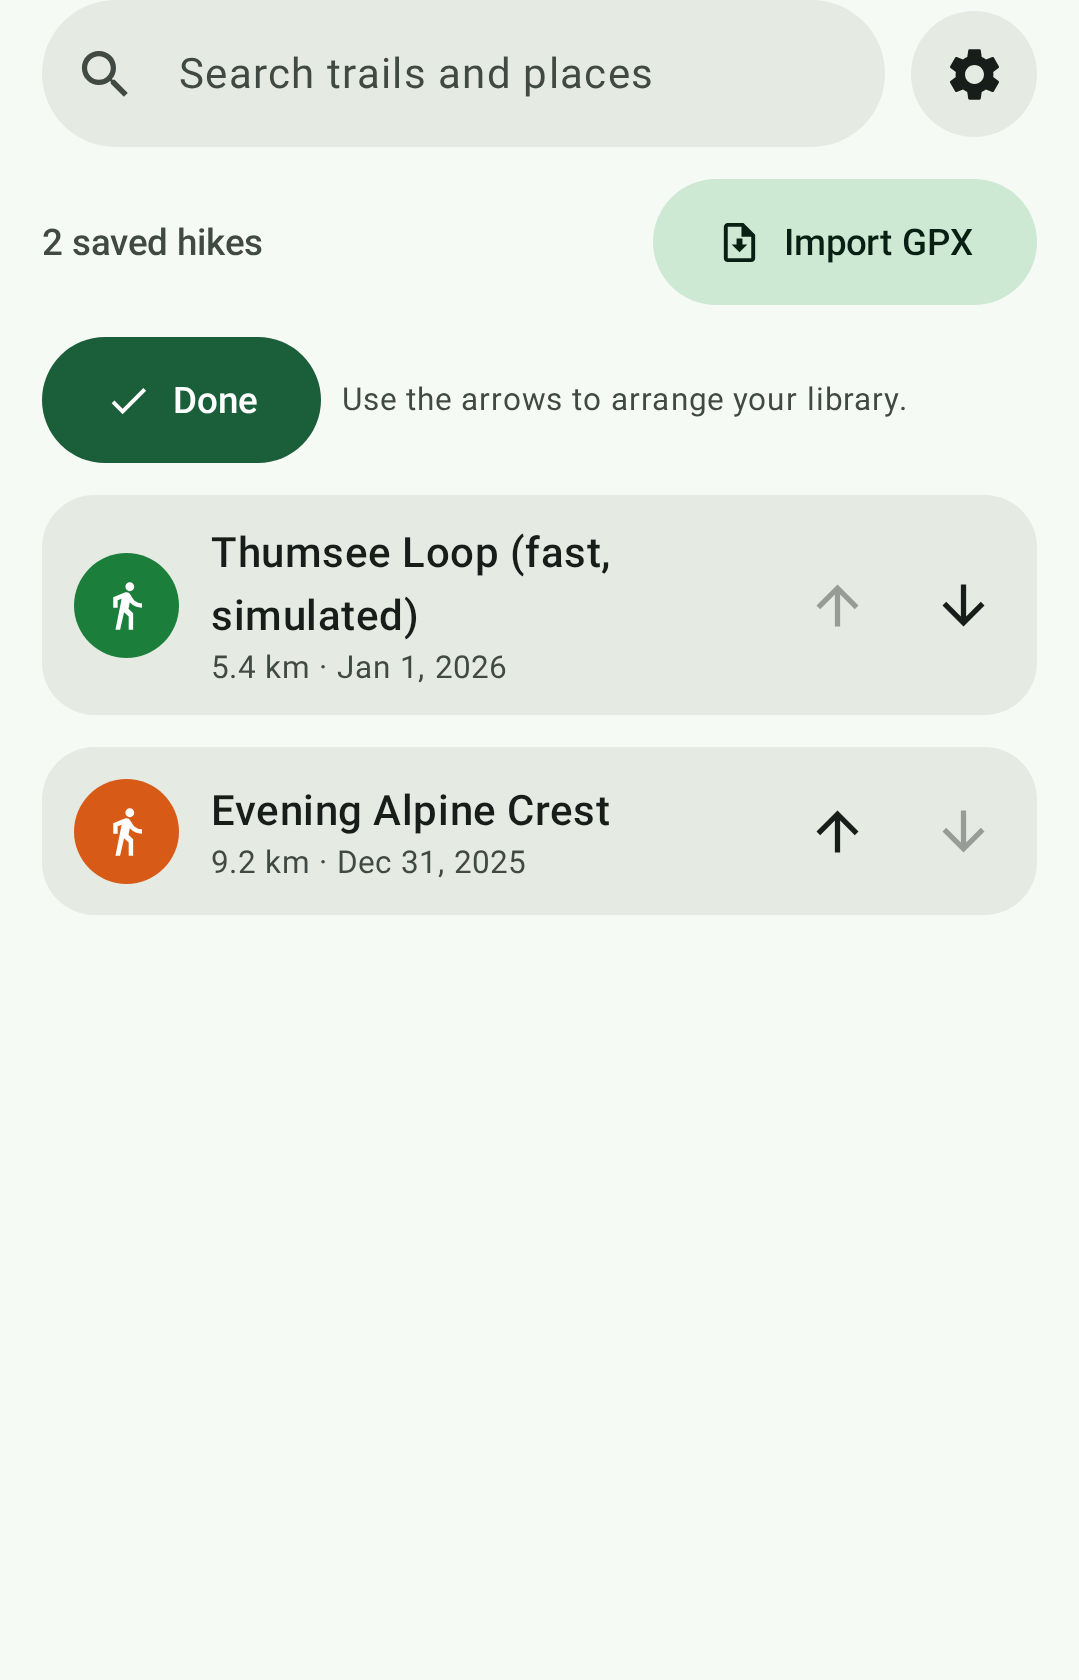 Search trails and places
2 saved hikes
Import GPX
Done
Use the arrows to arrange your library.
Thumsee Loop (fast,
simulated)
5.4 km · Jan 1, 2026
Evening Alpine Crest
9.2 km · Dec 31, 2025